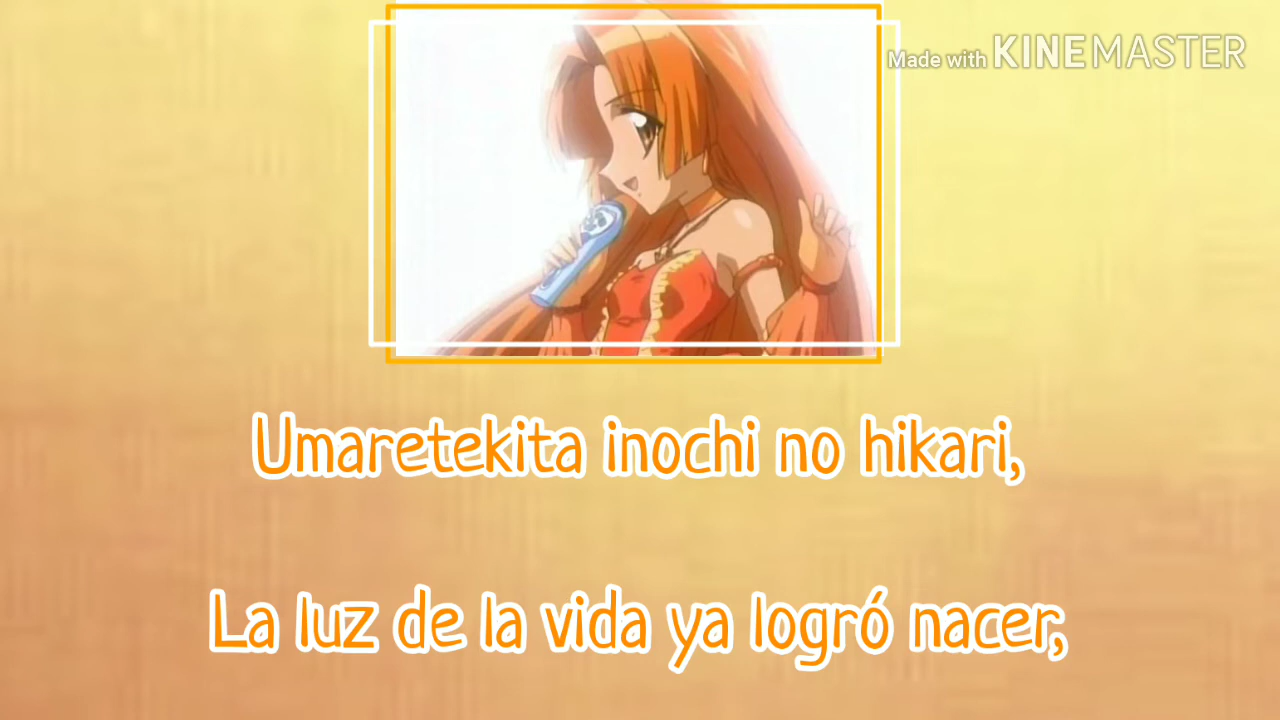 Made with KINEMASTER
Umaretekita inochi no hikari,
La luz de la vida ya logró nacer,